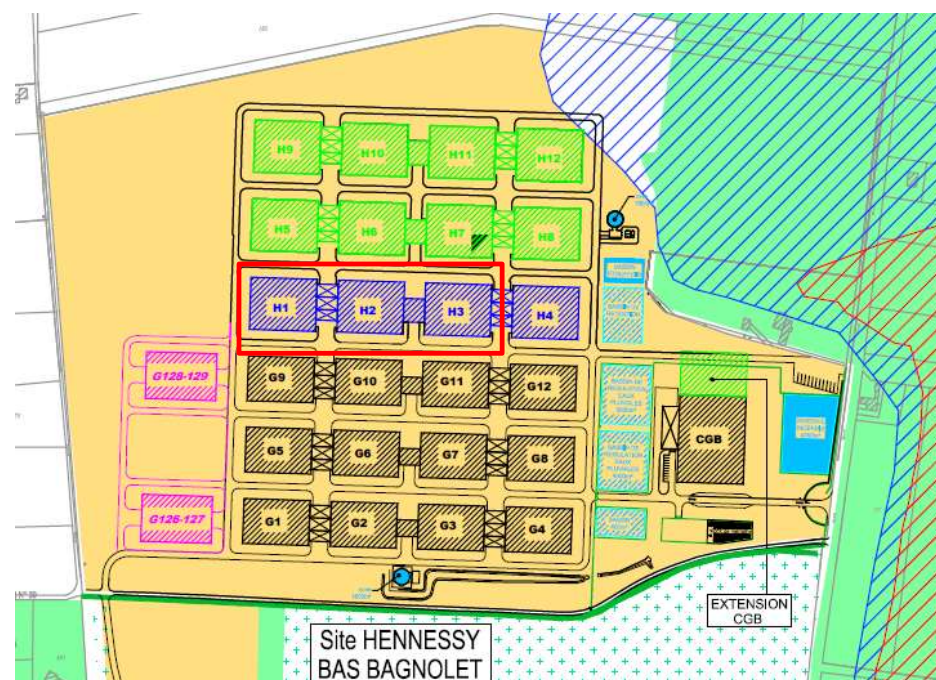 H9
H10
H11
H12
H5
H6
H7
H8
H1
H2
H3
H4
G128-129
G9
G10
G11
G12
CGB
G5
G6
G7
G8
G126-127
G1
G2
G3
G4
EXTENSION
CGB
Site HENNESSY
BAS BAGNOLET